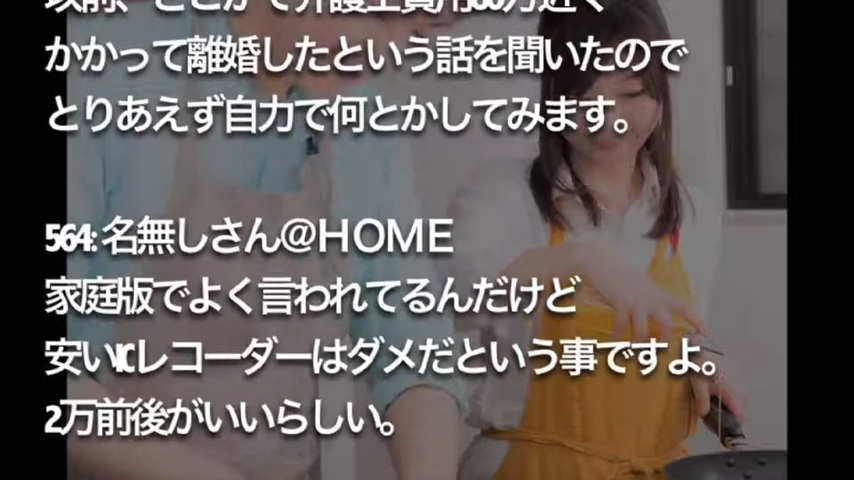 かかって離婚したという話を聞いたので
とりあえず自力で何とかしてみます。
564: 名無しさん@HOME
家庭版でよく言われてるんだけど
安いICレコーダーはダメだという事ですよ。
2万前後がいいらしい。